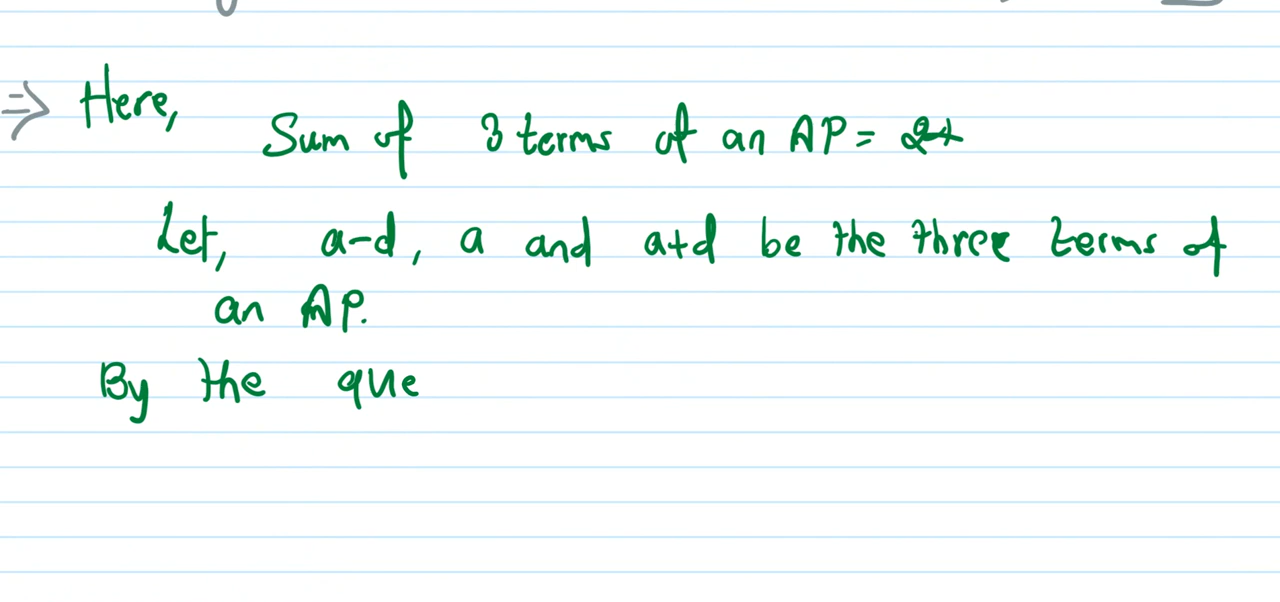 ⇒ Here,
Sum of 3 terms of an AP = 24
Let, a-d, a and a+d be the three terms of
an AP.
By the que